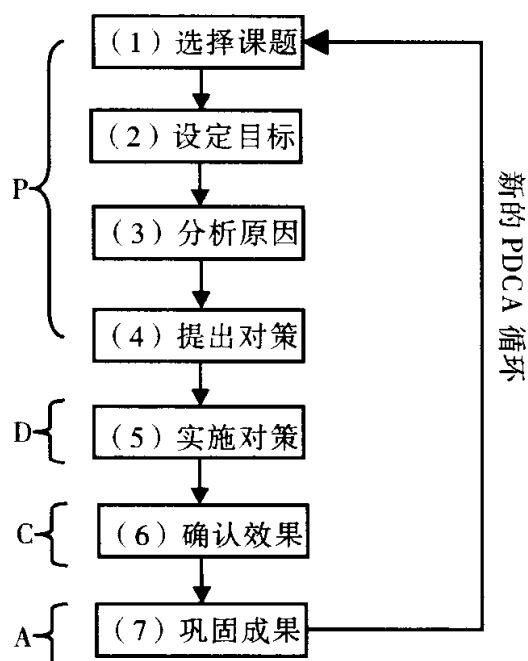 （1）选择课题
（2）设定目标
P
（3）分析原因
（4）提出对策
D
（5）实施对策
C
（6）确认效果
A
（7）巩固成果
新的PDCA循环